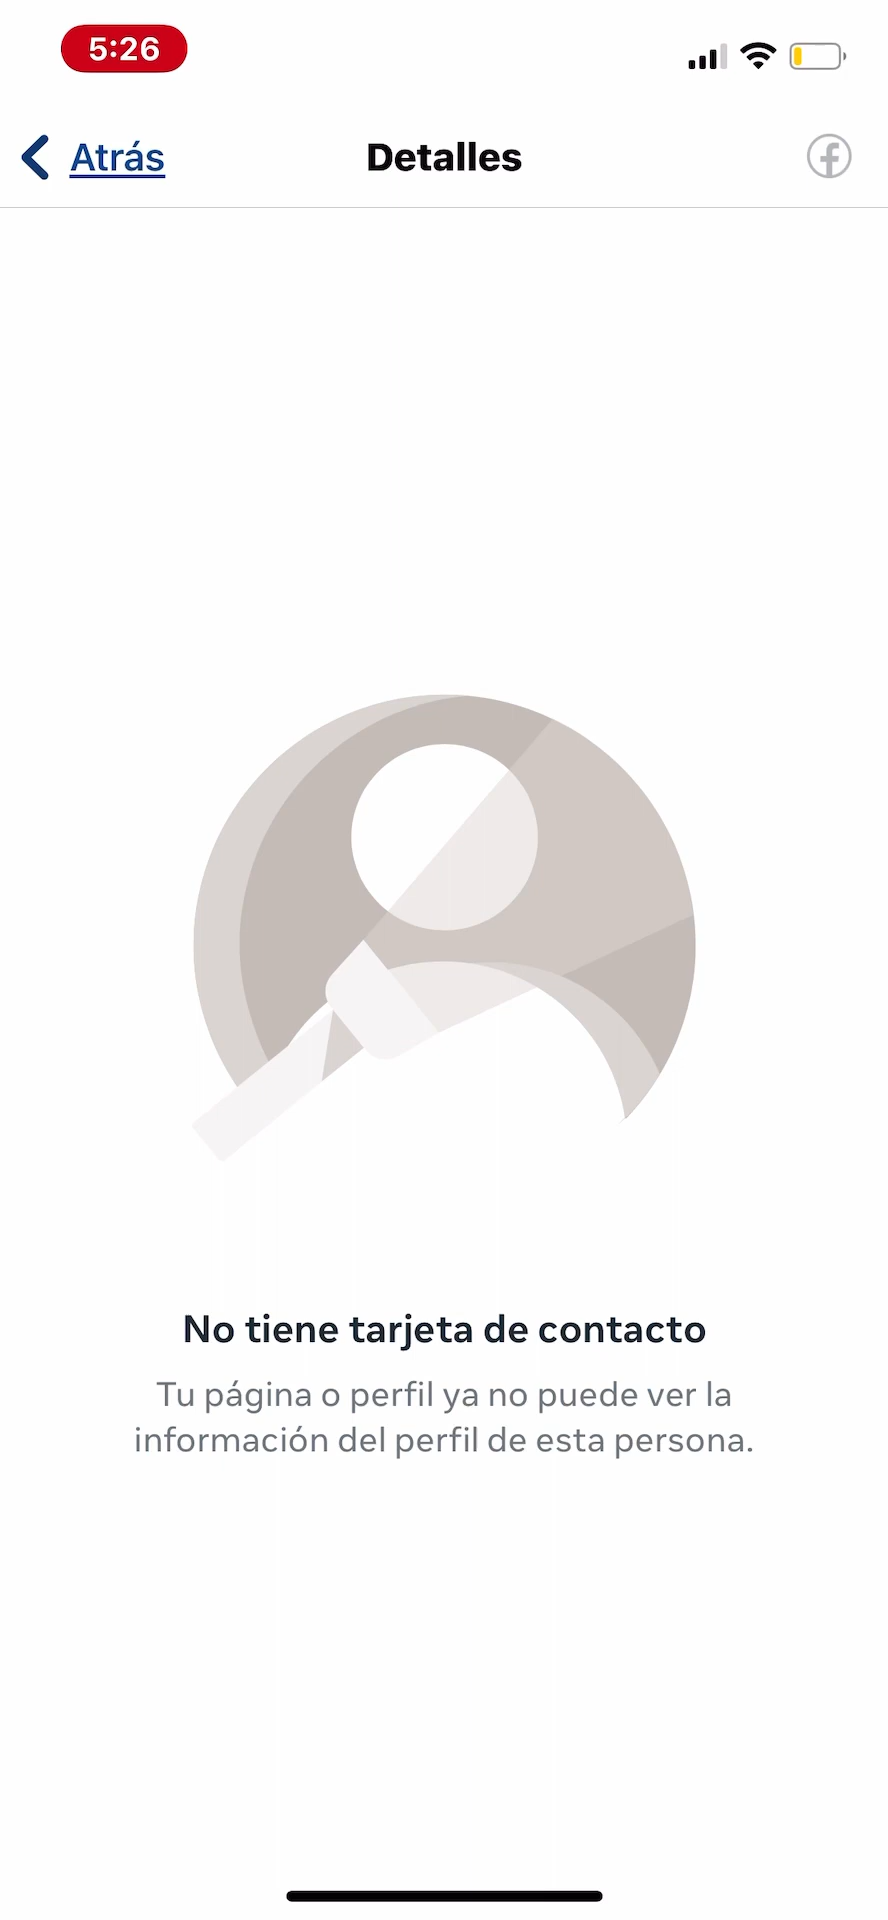 5:26
Atrás
Detalles
No tiene tarjeta de contacto
Tu página o perfil ya no puede ver la
información del perfil de esta persona.